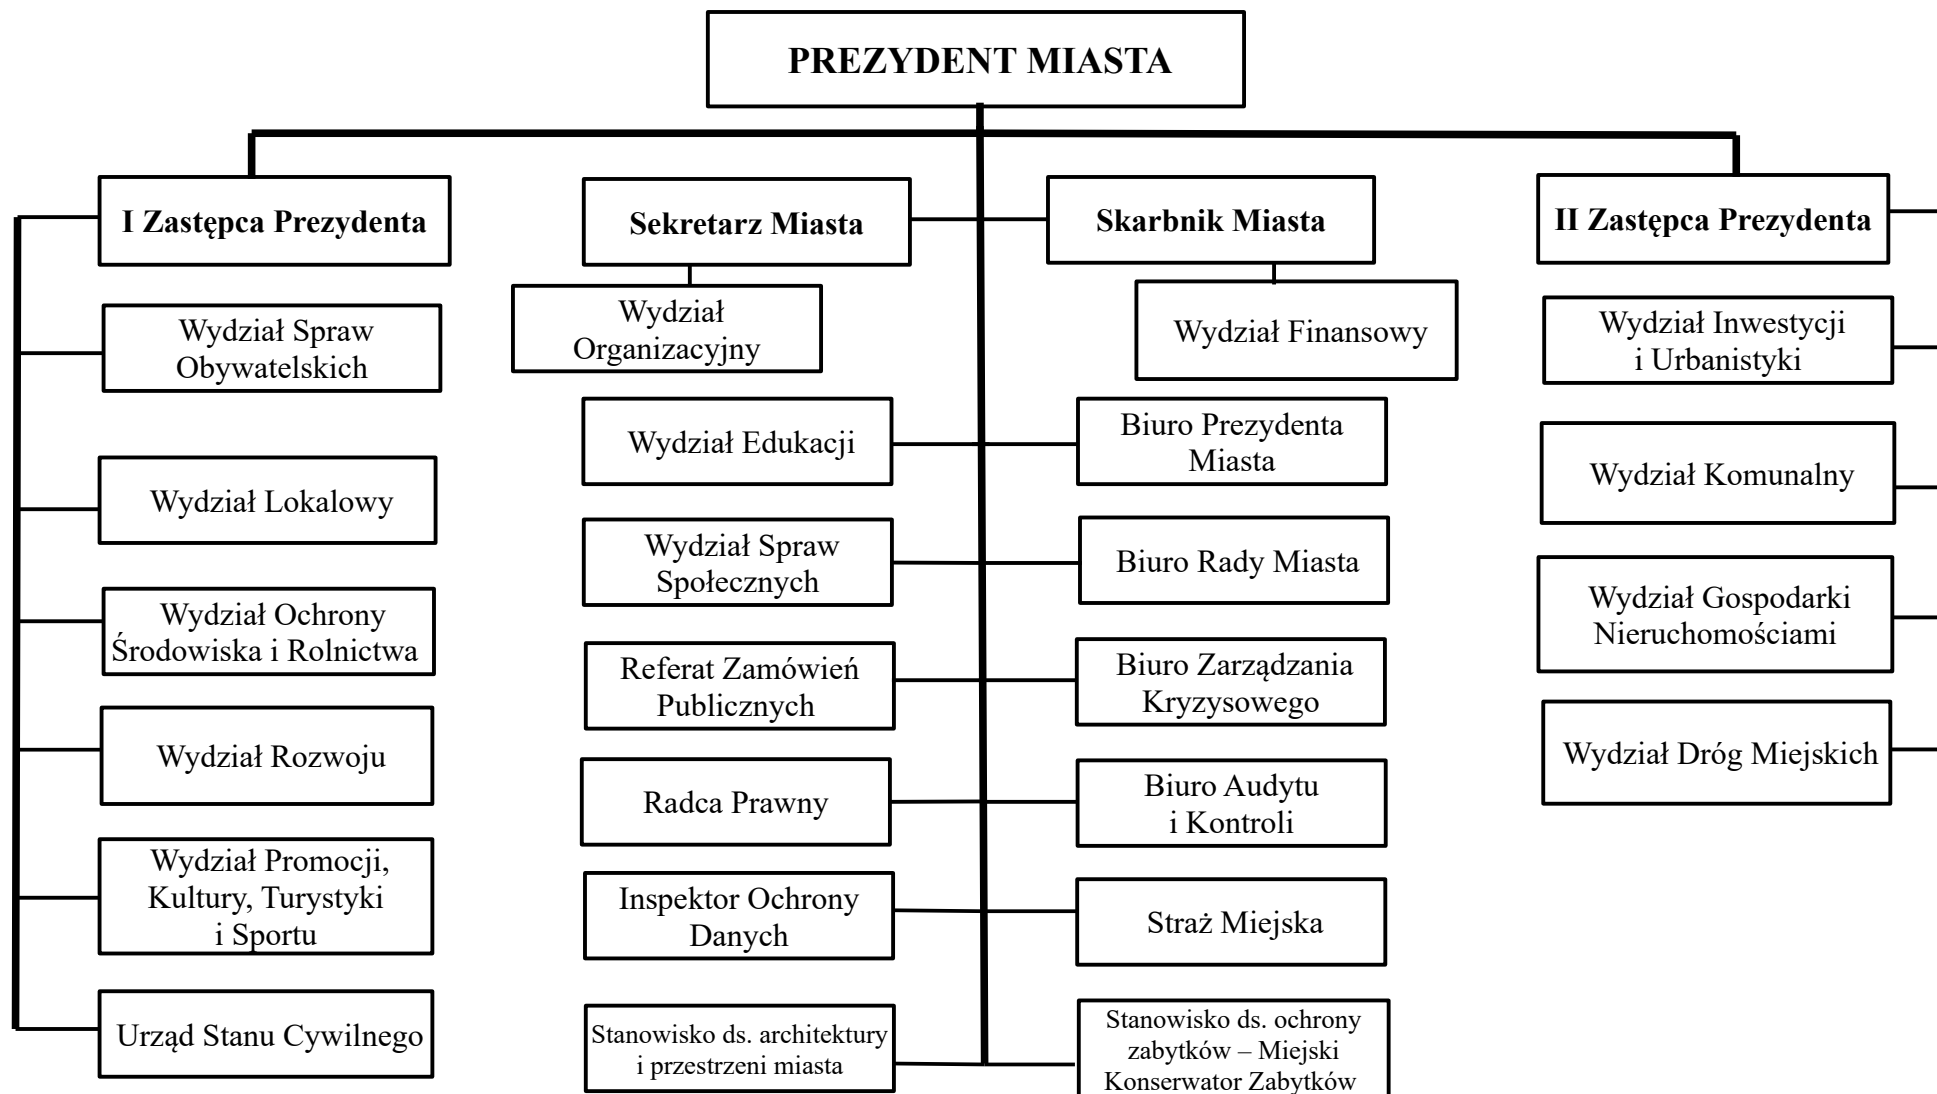 PREZYDENT MIASTA
I Zastępca Prezydenta
Sekretarz Miasta
Skarbnik Miasta
II Zastępca Prezydenta
Wydział Spraw
Obywatelskich
Wydział Lokalowy
Wydział Ochrony
Środowiska i Rolnictwa
Wydział Rozwoju
Wydział Promocji,
Kultury, Turystyki
i Sportu
Urząd Stanu Cywilnego
Wydział
Organizacyjny
Wydział Edukacji
Wydział Spraw
Społecznych
Referat Zamówień
Publicznych
Radca Prawny
Inspektor Ochrony
Danych
Stanowisko ds. architektury
i przestrzeni miasta
Wydział Finansowy
Biuro Prezydenta
Miasta
Biuro Rady Miasta
Biuro Zarządzania
Kryzysowego
Biuro Audytu
i Kontroli
Straż Miejska
Stanowisko ds. ochrony
zabytków – Miejski
Konserwator Zabytków
Wydział Inwestycji
i Urbanistyki
Wydział Komunalny
Wydział Gospodarki
Nieruchomościami
Wydział Dróg Miejskich